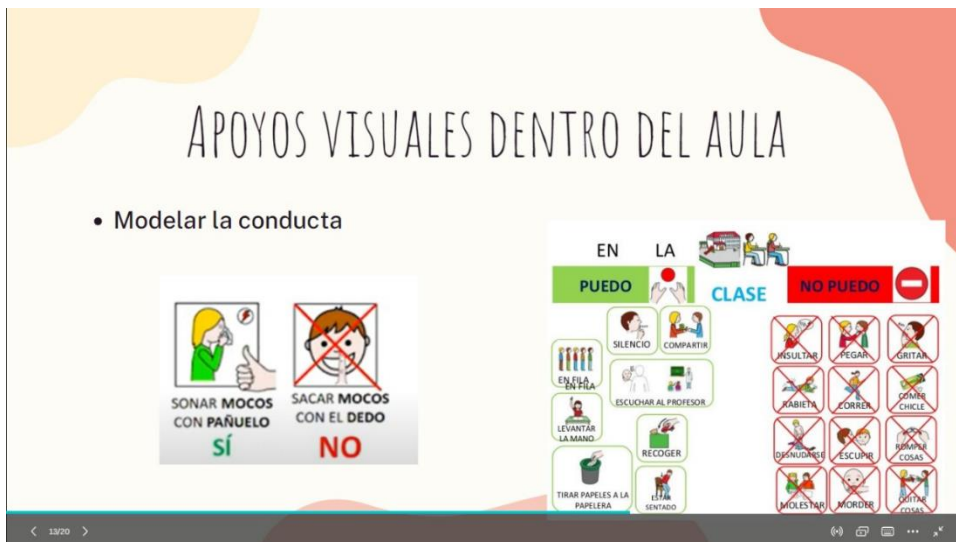 APOYOS VISUALES DENTRO DEL AULA
• Modelar la conducta
SONAR MOCOS
CON PAÑUELO
SÍ
SACAR MOCOS
CON EL DEDO
NO
EN LA
CLASE
PUEDO
NO PUEDO
SILENCIO
COMPARTIR
EN FILA
EN FILA
ESCUCHAR AL PROFESOR
LEVANTAR
LA MANO
RECOGER
TIRAR PAPELES A LA
PAPELERA
ESTAR
SENTADO
INSULTAR
PEGAR
GRITAR
RABIETA
CORRER
COMER
CHICLE
DESNUDARSE
ESCUPIR
ROMPER
COSAS
MOLESTAR
MORDER
QUITAR
COSAS
13/20